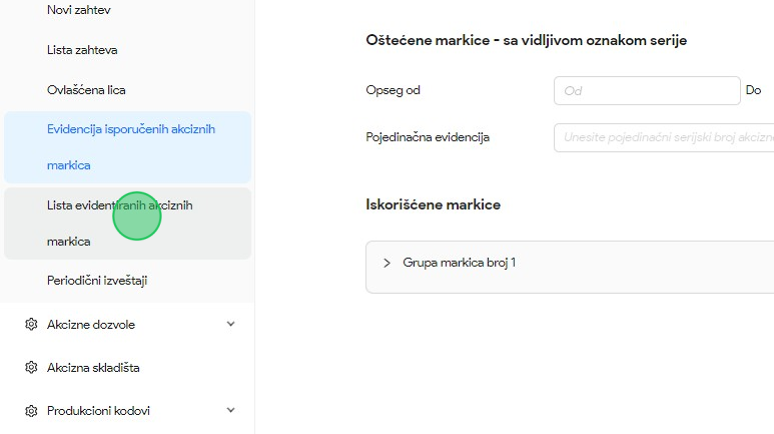 Novi zahtev
Lista zahteva
Ovlašćena lica
Evidencija isporučenih akciznih
markica
Lista evidentiranih akciznih
markica
Periodični izveštaji
Akcizne dozvole
Akcizna skladišta
Produkcioni kodovi
Oštećene markice - sa vidljivom oznakom serije
Opseg od
Od
Do
Pojedinačna evidencija
Unesite pojedinačni serijski broj akcizne
Iskorišćene markice
Grupa markica broj 1